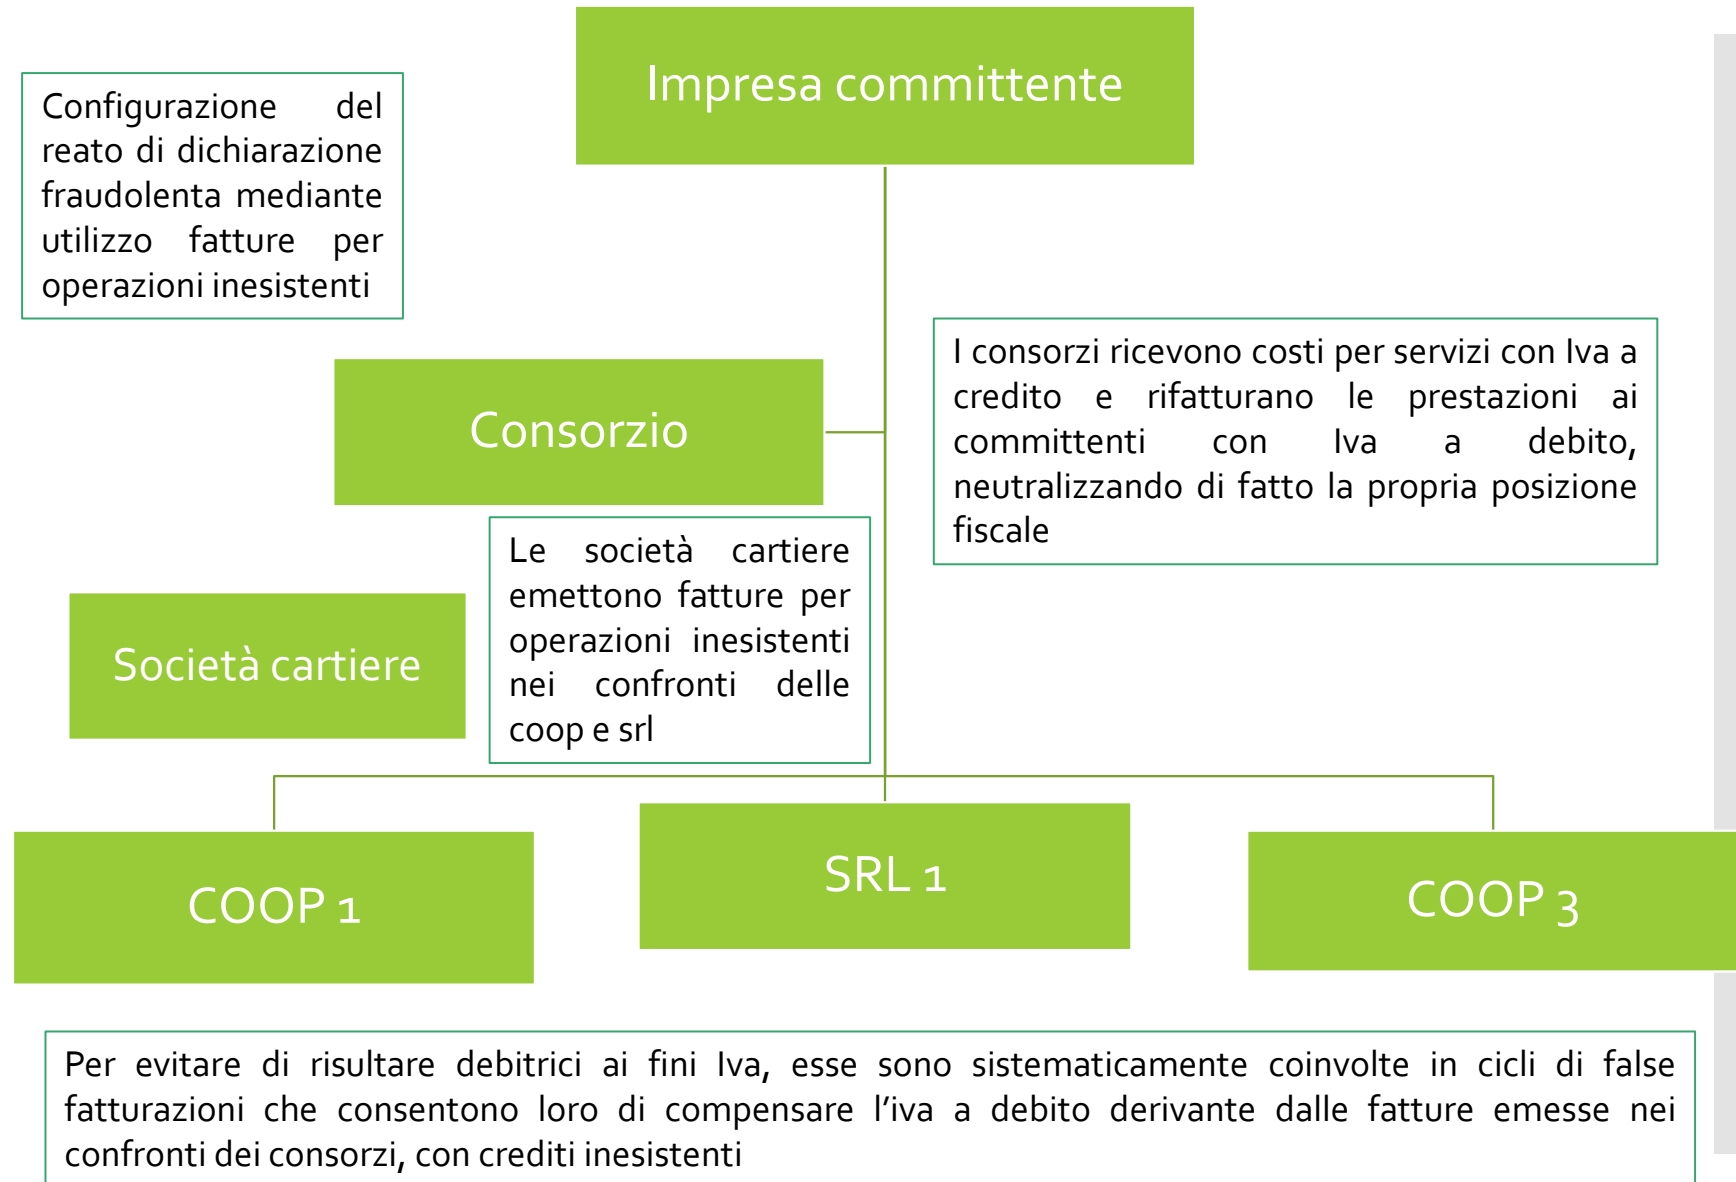 Impresa committente
Configurazione del
reato di dichiarazione
fraudolenta mediante
utilizzo fatture per
operazioni inesistenti
I consorzi ricevono costi per servizi con Iva a
credito e rifatturano le prestazioni ai
committenti con Iva a debito,
neutralizzando di fatto la propria posizione
fiscale
Consorzio
Le società cartiere
emettono fatture per
operazioni inesistenti
nei confronti delle
coop e srl
Società cartiere
COOP 1
SRL 1
COOP 3
Per evitare di risultare debitrici ai fini Iva, esse sono sistematicamente coinvolte in cicli di false
fatturazioni che consentono loro di compensare l'iva a debito derivante dalle fatture emesse nei
confronti dei consorzi, con crediti inesistenti